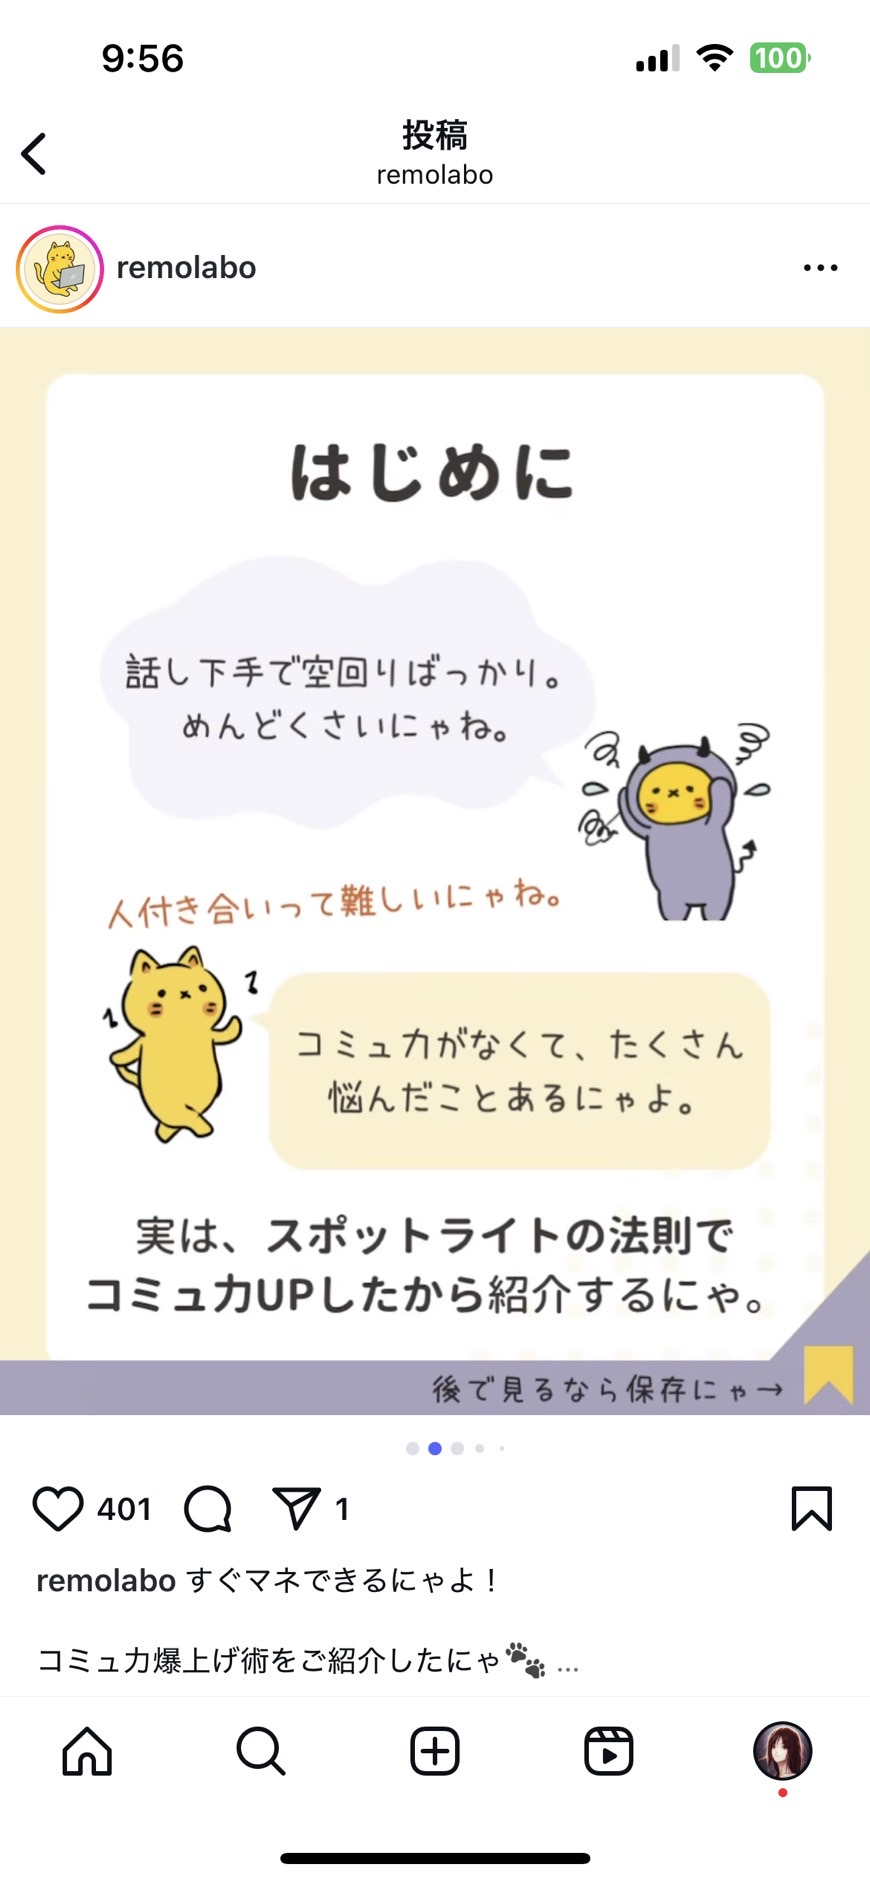 9:56
100
投稿
remolabo
remolabo
はじめに
話し下手で空回りばっかり。
めんどくさいにゃね。
人付き合いって難しいにゃね。
コミュ力がなくて、たくさん
悩んだことあるにゃよ。
実は、スポットライトの法則で
コミュ力UPしたから紹介するにゃ。
後で見るなら保存にゃ→
401
1
remolabo すぐマネできるにゃよ！
コミュ力爆上げ術をご紹介したにゃ🐾 ...